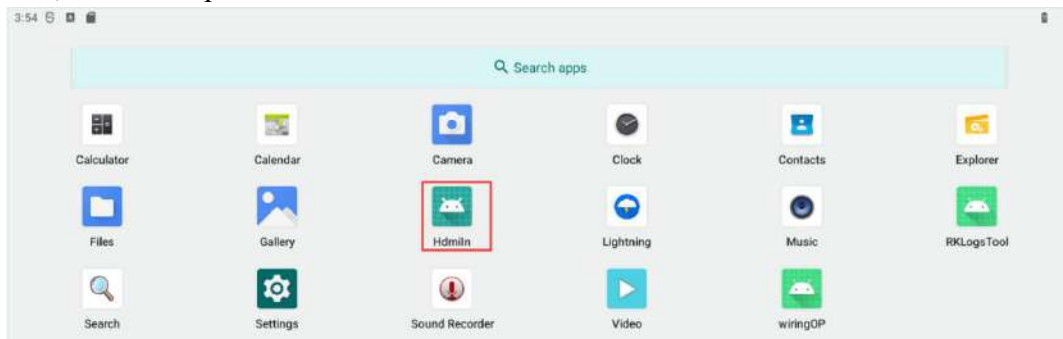 3:54
Search apps
Calculator Calendar Camera Clock Contacts Explorer
Files Gallery HdmiIn Lightning Music RKLogsTool
Search Settings Sound Recorder Video wiringOP